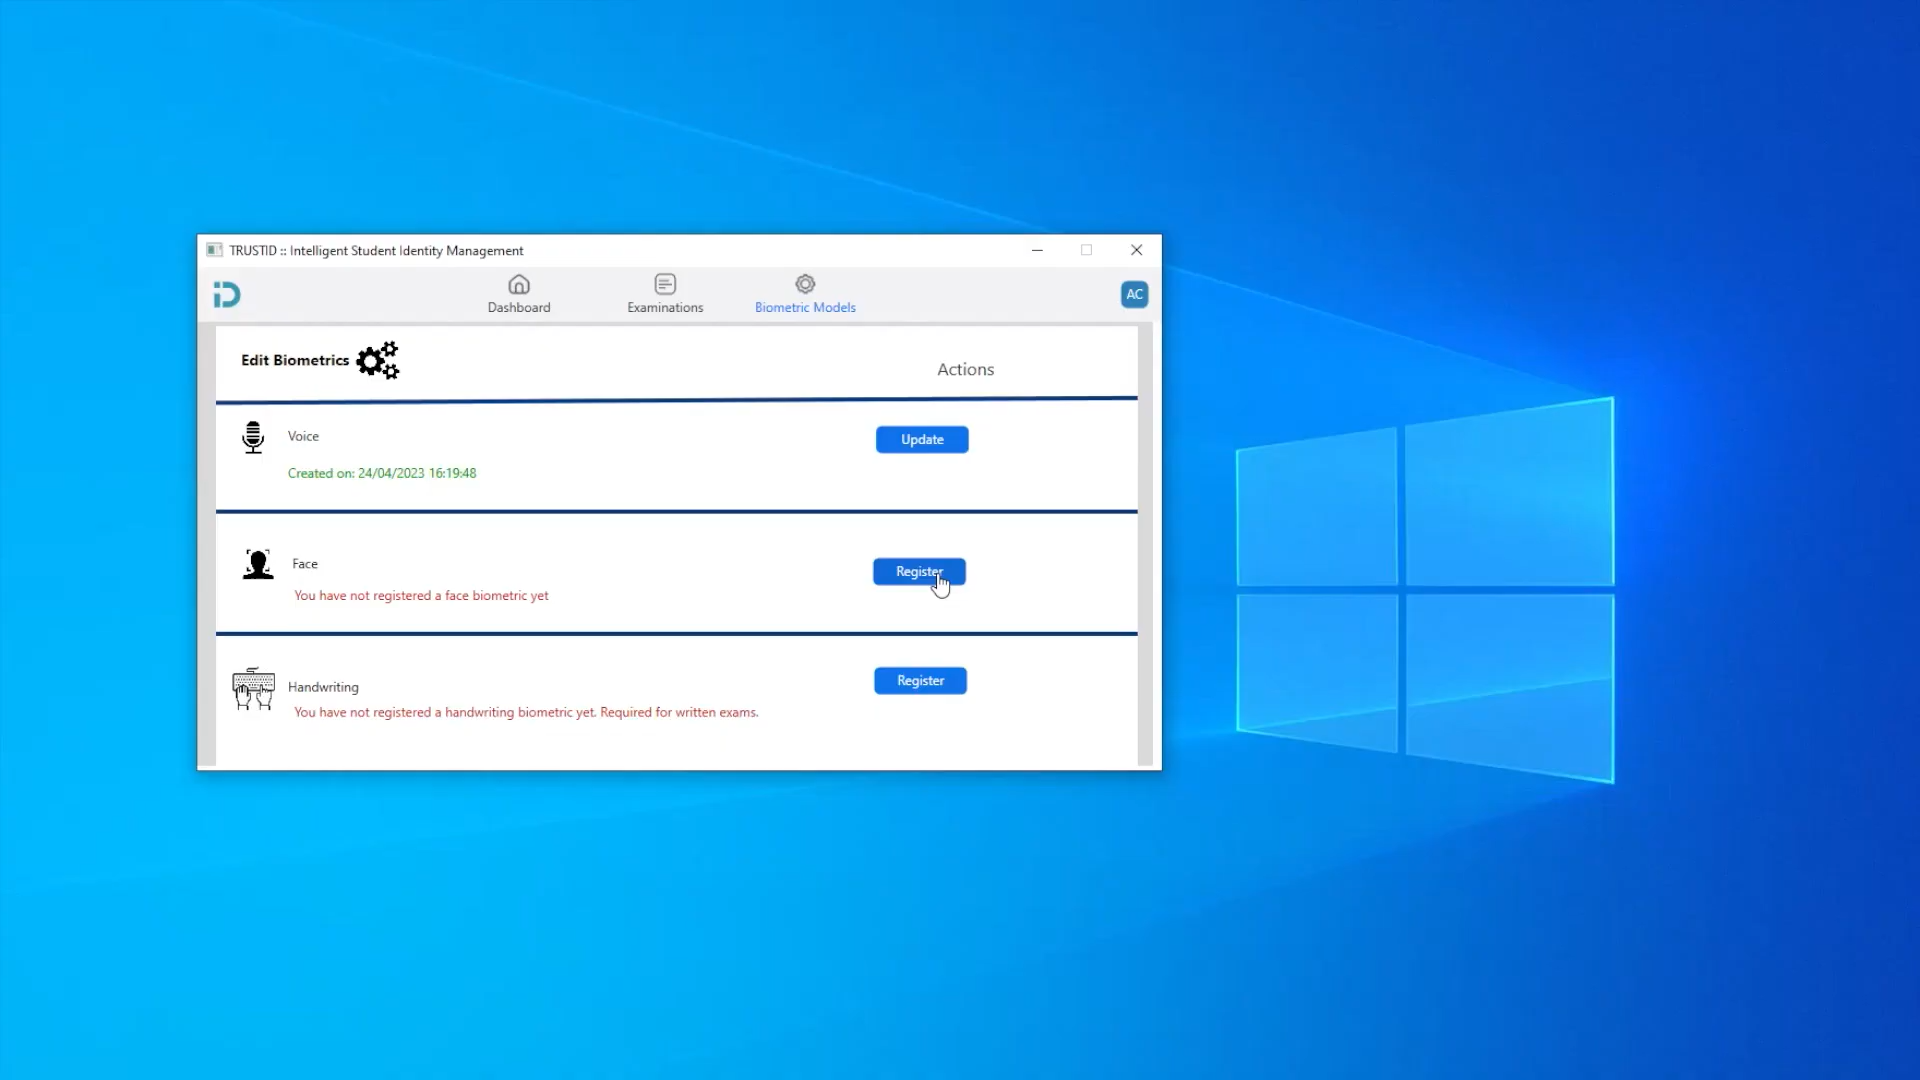 TRUSTID :: Intelligent Student Identity Management
iD
Dashboard
Examinations
Biometric Models
AC
Edit Biometrics
Actions
Voice
Update
Created on: 24/04/2023 16:19:48
Face
Register
You have not registered a face biometric yet
Handwriting
Register
You have not registered a handwriting biometric yet. Required for written exams.